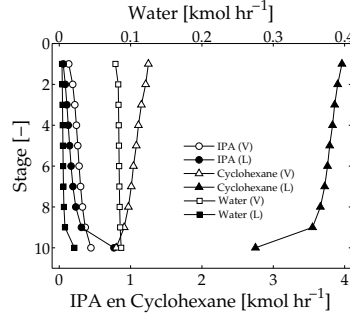 Water [kmol hr⁻¹]
0 0.1 0.2 0.3 0.4
0
2
4
6
8
10
Stage [-]
IPA (V)
IPA (L)
Cyclohexane (V)
Cyclohexane (L)
Water (V)
Water (L)
0 1 2 3 4
IPA en Cyclohexane [kmol hr⁻¹]